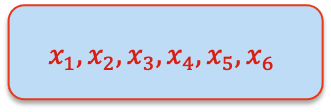 x₁, x₂, x₃, x₄, x₅, x₆